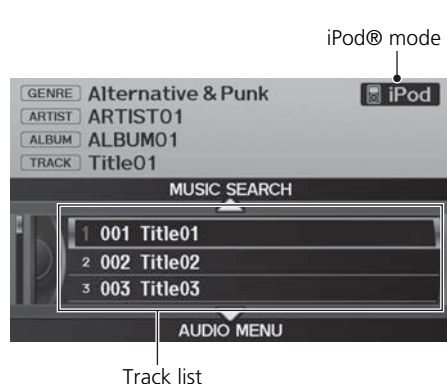 iPod® mode
GENRE Alternative & Punk
iPod
ARTIST ARTIST01
ALBUM ALBUM01
TRACK Title01
MUSIC SEARCH
1 001 Title01
2 002 Title02
3 003 Title03
AUDIO MENU
Track list